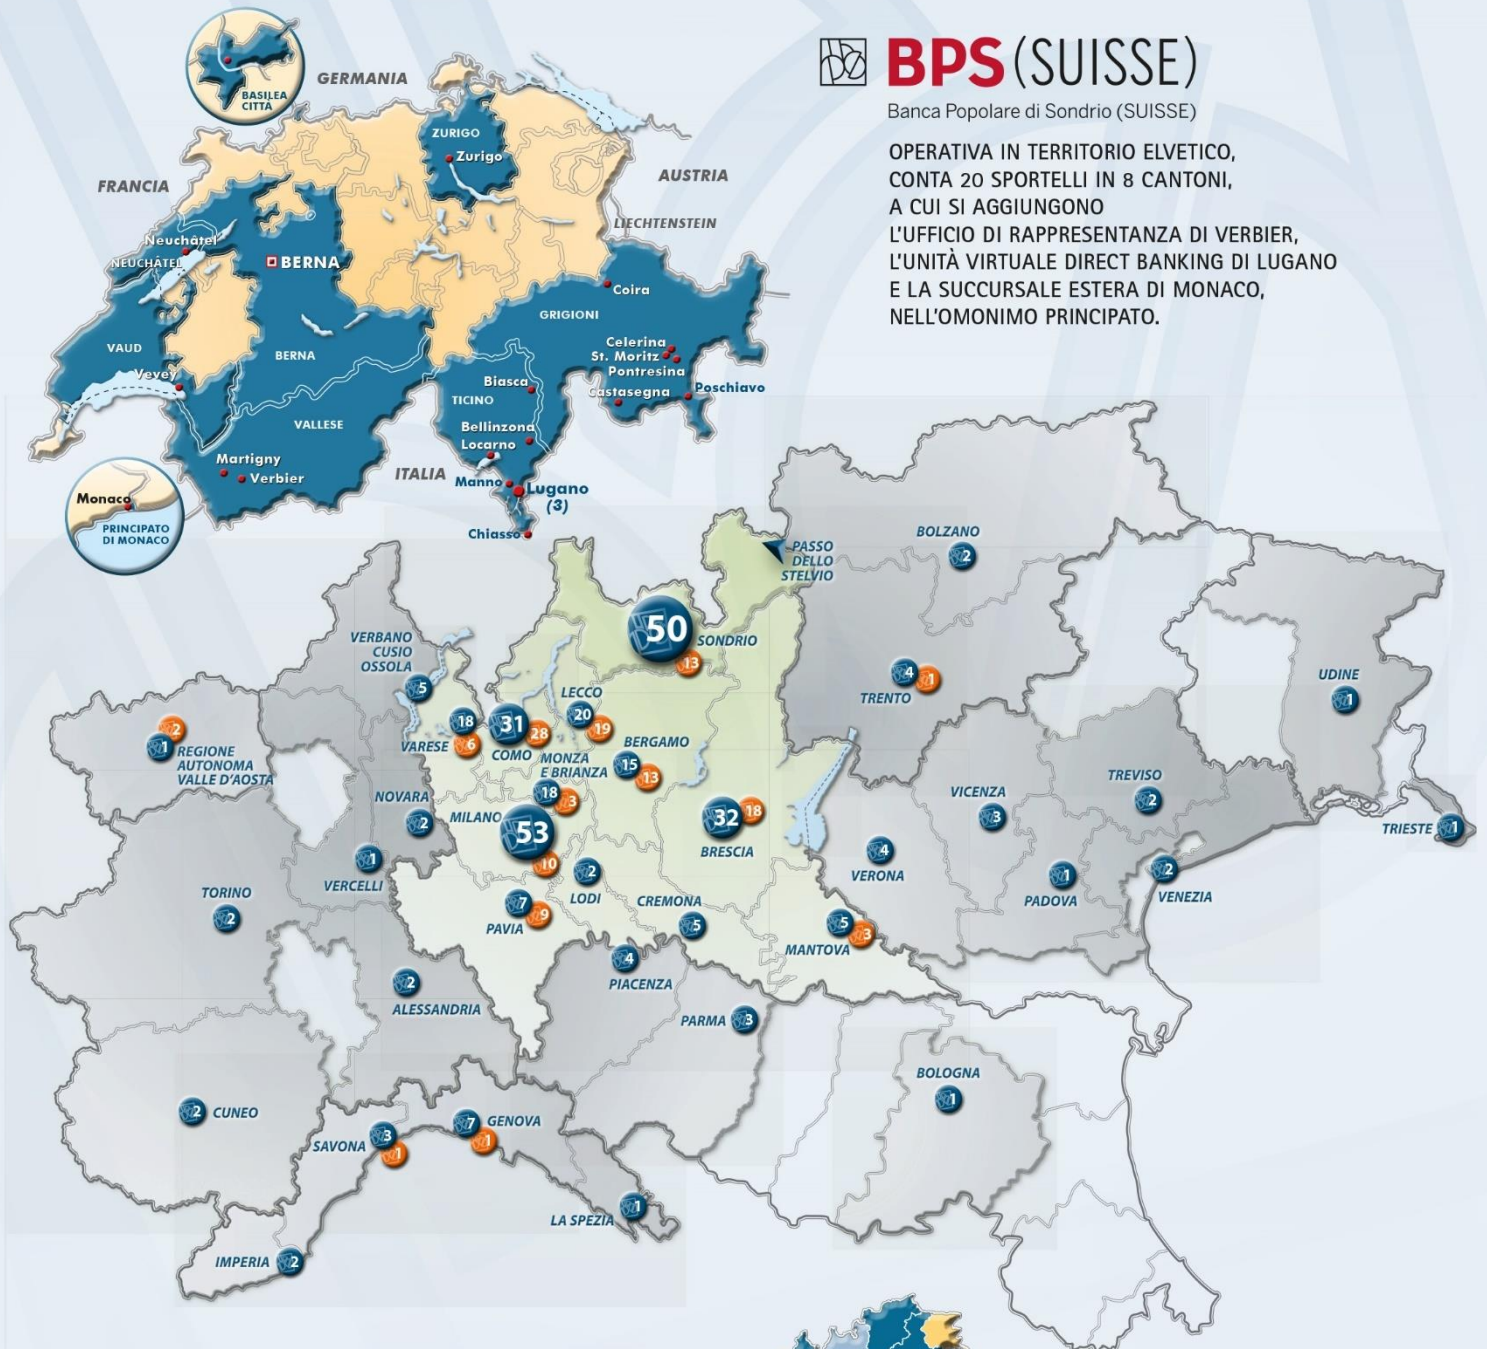 BPS (SUISSE)
Banca Popolare di Sondrio (SUISSE)
OPERATIVA IN TERRITORIO ELVETICO,
CONTA 20 SPORTELLI IN 8 CANTONI,
A CUI SI AGGIUNGONO
L'UFFICIO DI RAPPRESENTANZA DI VERBIER,
L'UNITÀ VIRTUALE DIRECT BANKING DI LUGANO
E LA SUCCURSALE ESTERA DI MONACO,
NELL'OMONIMO PRINCIPATO.
BASILEA
CITTÀ
GERMANIA
ZURIGO
Zurigo
FRANCIA
AUSTRIA
LIECHTENSTEIN
Neuchâtel
NEUCHÂTEL
BERNA
Coira
GRIGIONI
VAUD
BERNA
Celerina
St. Moritz
Pontresina
Vevey
Biasca
Castasegna
Poschiavo
TICINO
VALLESE
Bellinzona
Locarno
Martigny
Verbier
ITALIA
Manno
Lugano
(3)
Chiasso
Monaco
PRINCIPATO
DI MONACO
PASSO
DELLO
STELVIO
BOLZANO
2
50
SONDRIO
13
VERBANO
CUSIO
OSSOLA
5
4
1
TRENTO
UDINE
1
2
1
REGIONE
AUTONOMA
VALLE D'AOSTA
18
VARESE
6
31
28
COMO
LECCO
20
19
MONZA
E BRIANZA
18
3
BERGAMO
15
13
NOVARA
2
MILANO
53
10
32
18
BRESCIA
VICENZA
3
TREVISO
2
TRIESTE
1
1
VERCELLI
4
VERONA
1
PADOVA
2
VENEZIA
TORINO
2
2
LODI
7
9
PAVIA
CREMONA
5
5
3
MANTOVA
4
PIACENZA
2
ALESSANDRIA
PARMA
3
BOLOGNA
1
2
CUNEO
SAVONA
3
1
7
GENOVA
1
LA SPEZIA
1
IMPERIA
2